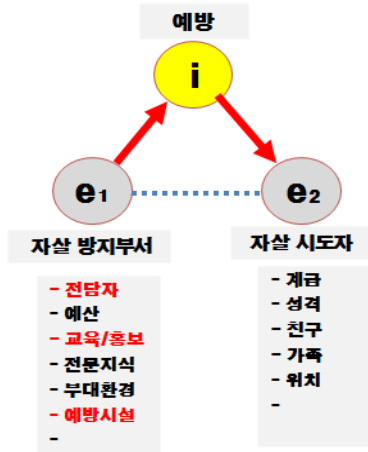 예방
i
e1
e2
자살 방지부서
자살 시도자
- 전담자
- 예산
- 교육/홍보
- 전문지식
- 부대환경
- 예방시설
-
- 계급
- 성격
- 친구
- 가족
- 위치
-